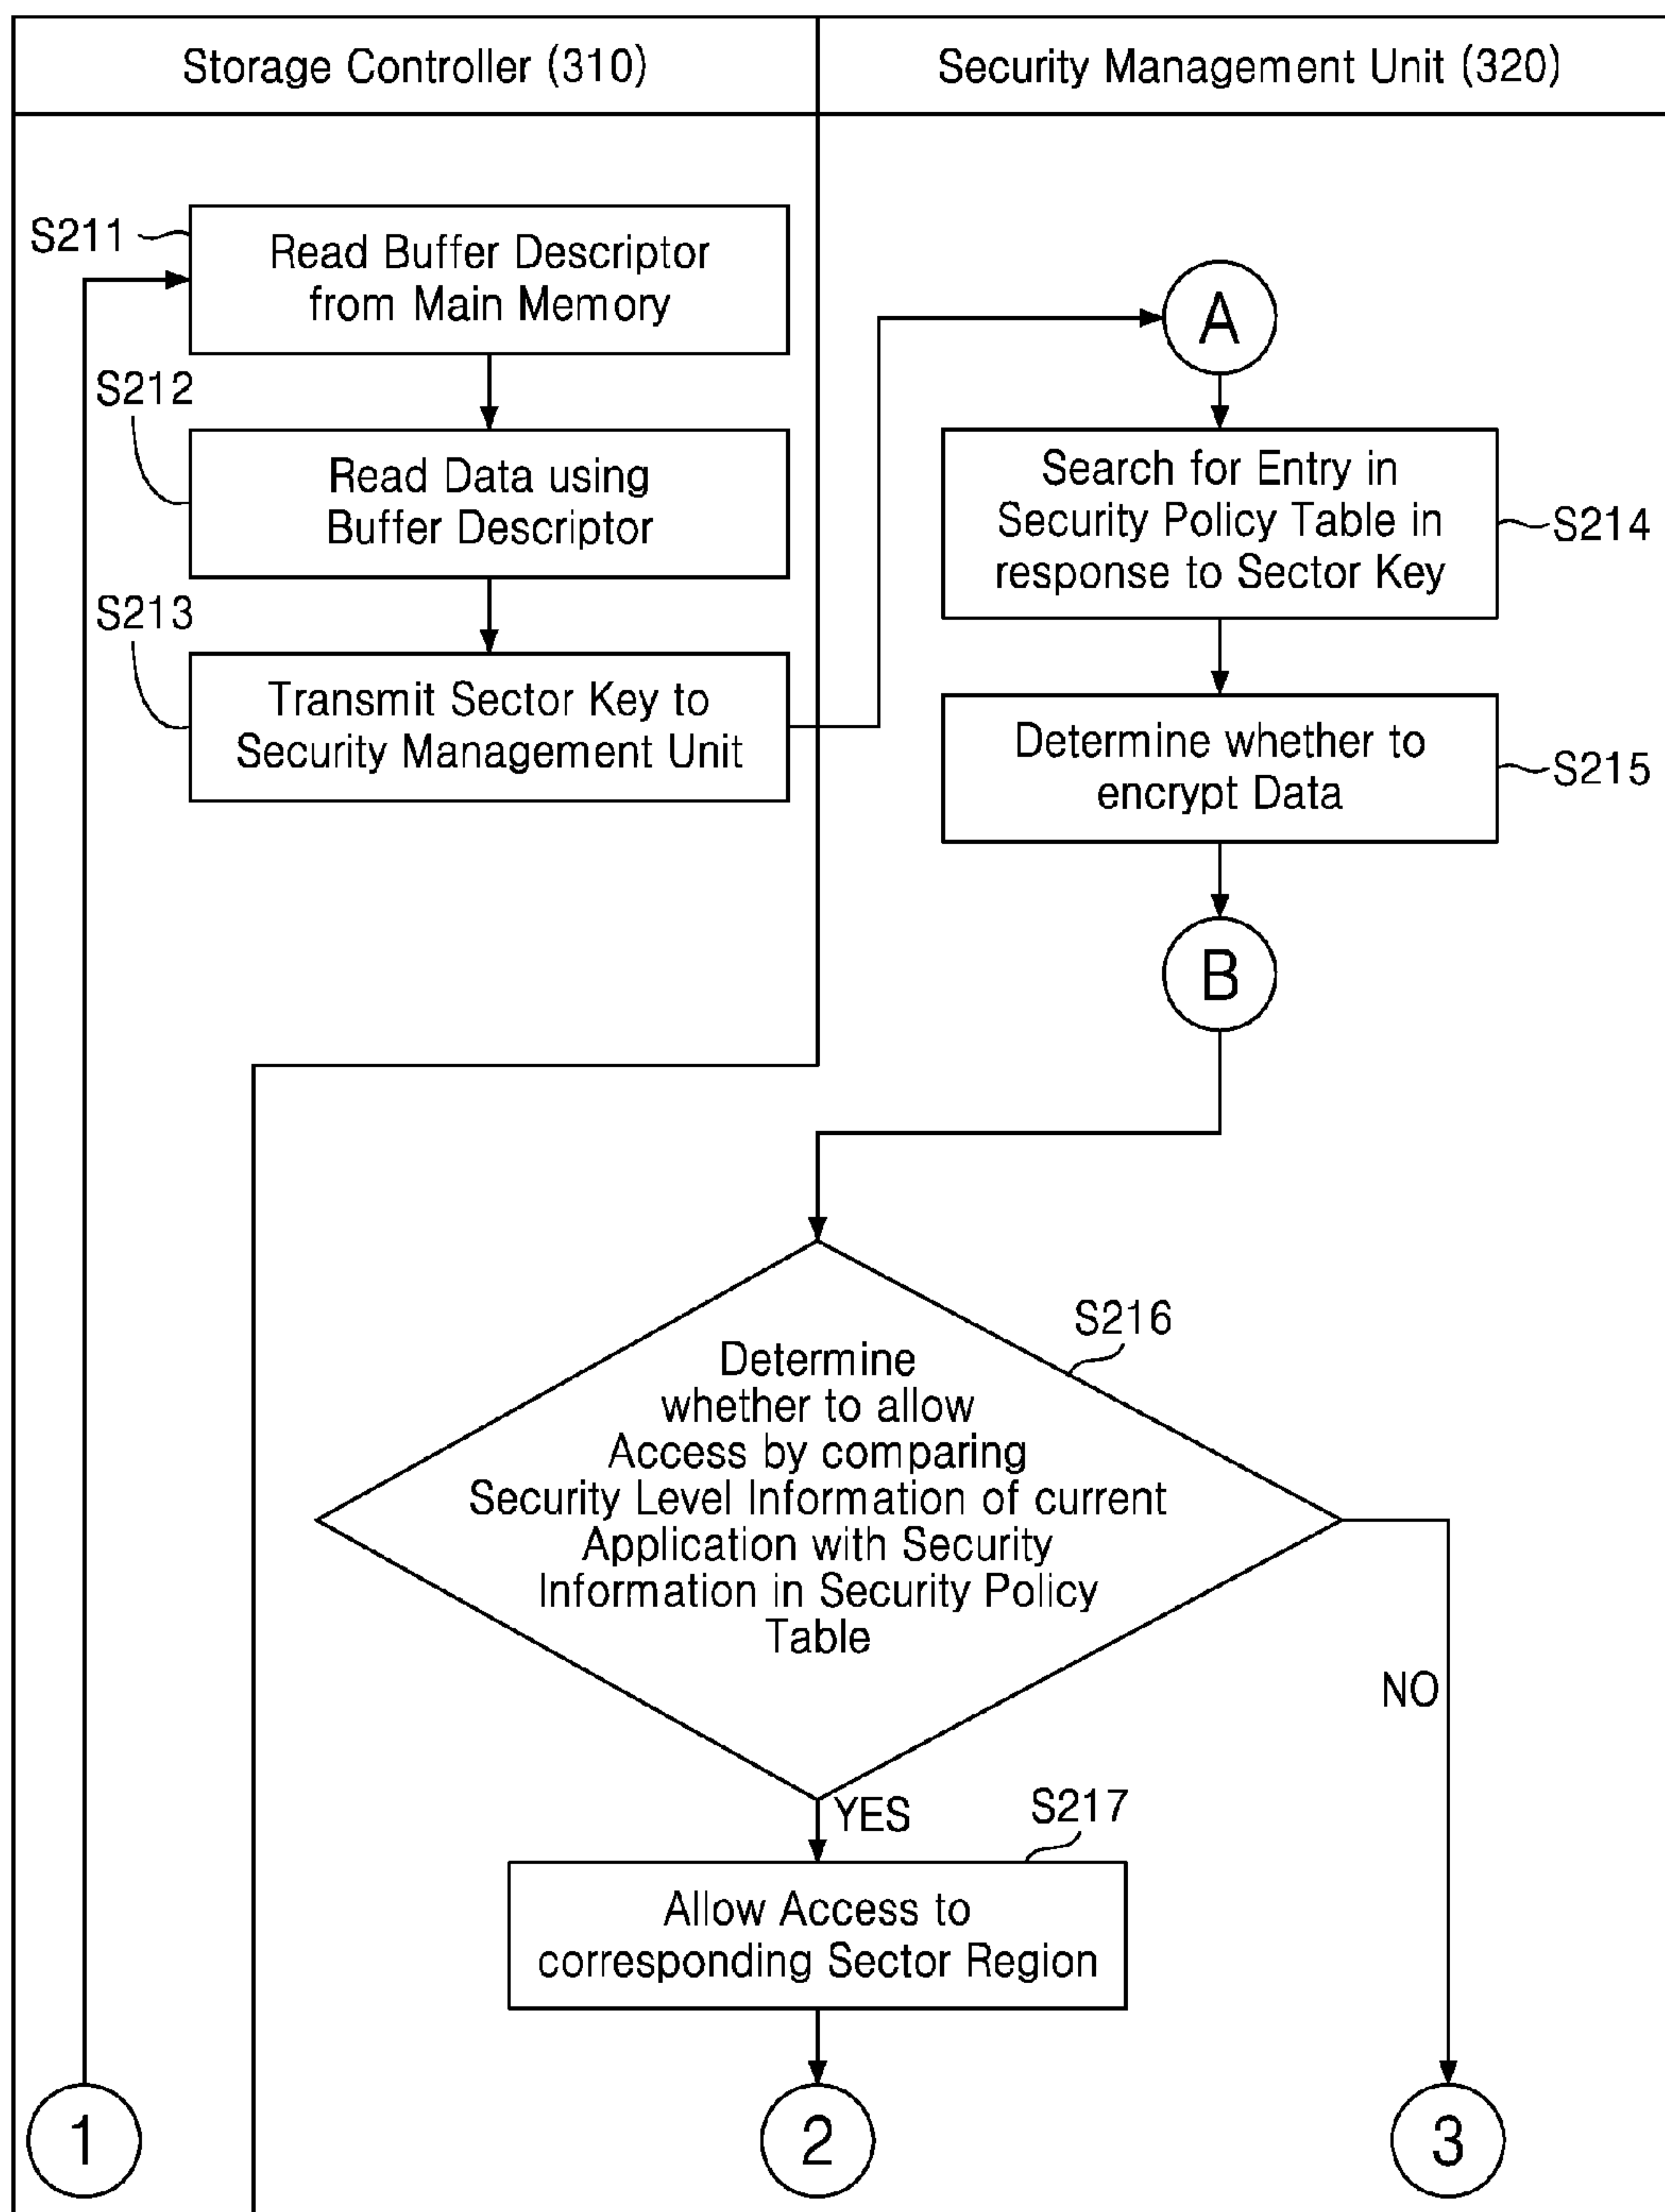 Storage Controller (310)
Security Management Unit (320)
S211
Read Buffer Descriptor
from Main Memory
S212
Read Data using
Buffer Descriptor
S213
Transmit Sector Key to
Security Management Unit
A
Search for Entry in
Security Policy Table in
response to Sector Key
S214
Determine whether to
encrypt Data
S215
B
S216
Determine
whether to allow
Access by comparing
Security Level Information of current
Application with Security
Information in Security Policy
Table
NO
YES
S217
Allow Access to
corresponding Sector Region
1
2
3